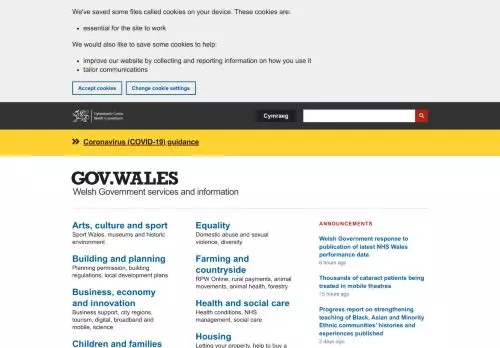 We've saved some files called cookies on your device. These cookies are:
essential for the site to work
We would also like to save some cookies to help:
improve our website by collecting and reporting information on how you use it
tailor communications
Accept cookies
Change cookie settings
Llywodraeth Cymru
Welsh Government
Cymraeg
Coronavirus (COVID-19) guidance
GOV.WALES
Welsh Government services and information
Arts, culture and sport
Sport Wales, museums and historic
environment
Building and planning
Planning permission, building
regulations, local development plans
Business, economy
and innovation
Business support, city regions,
tourism, digital, broadband and
mobile, science
Children and families
Equality
Domestic abuse and sexual
violence, diversity
Farming and
countryside
RPW Online, rural payments, animal
movements, animal health, forestry
Health and social care
Health conditions, NHS
management, social care
Housing
Letting your property, help to buy a
ANNOUNCEMENTS
Welsh Government response to
publication of latest NHS Wales
performance data
6 hours ago
Thousands of cataract patients being
treated in mobile theatres
15 hours ago
Progress report on strengthening
teaching of Black, Asian and Minority
Ethnic communities' histories and
experiences published
2 days ago